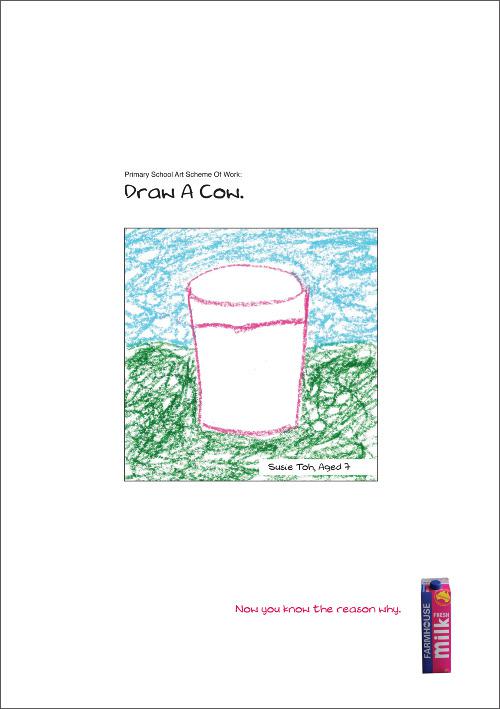 Primary School Art Scheme Of Work:
Draw A Cow.
Susie Toh, Aged 7
Now you know the reason why.
FARMHOUSE
FRESH
milk